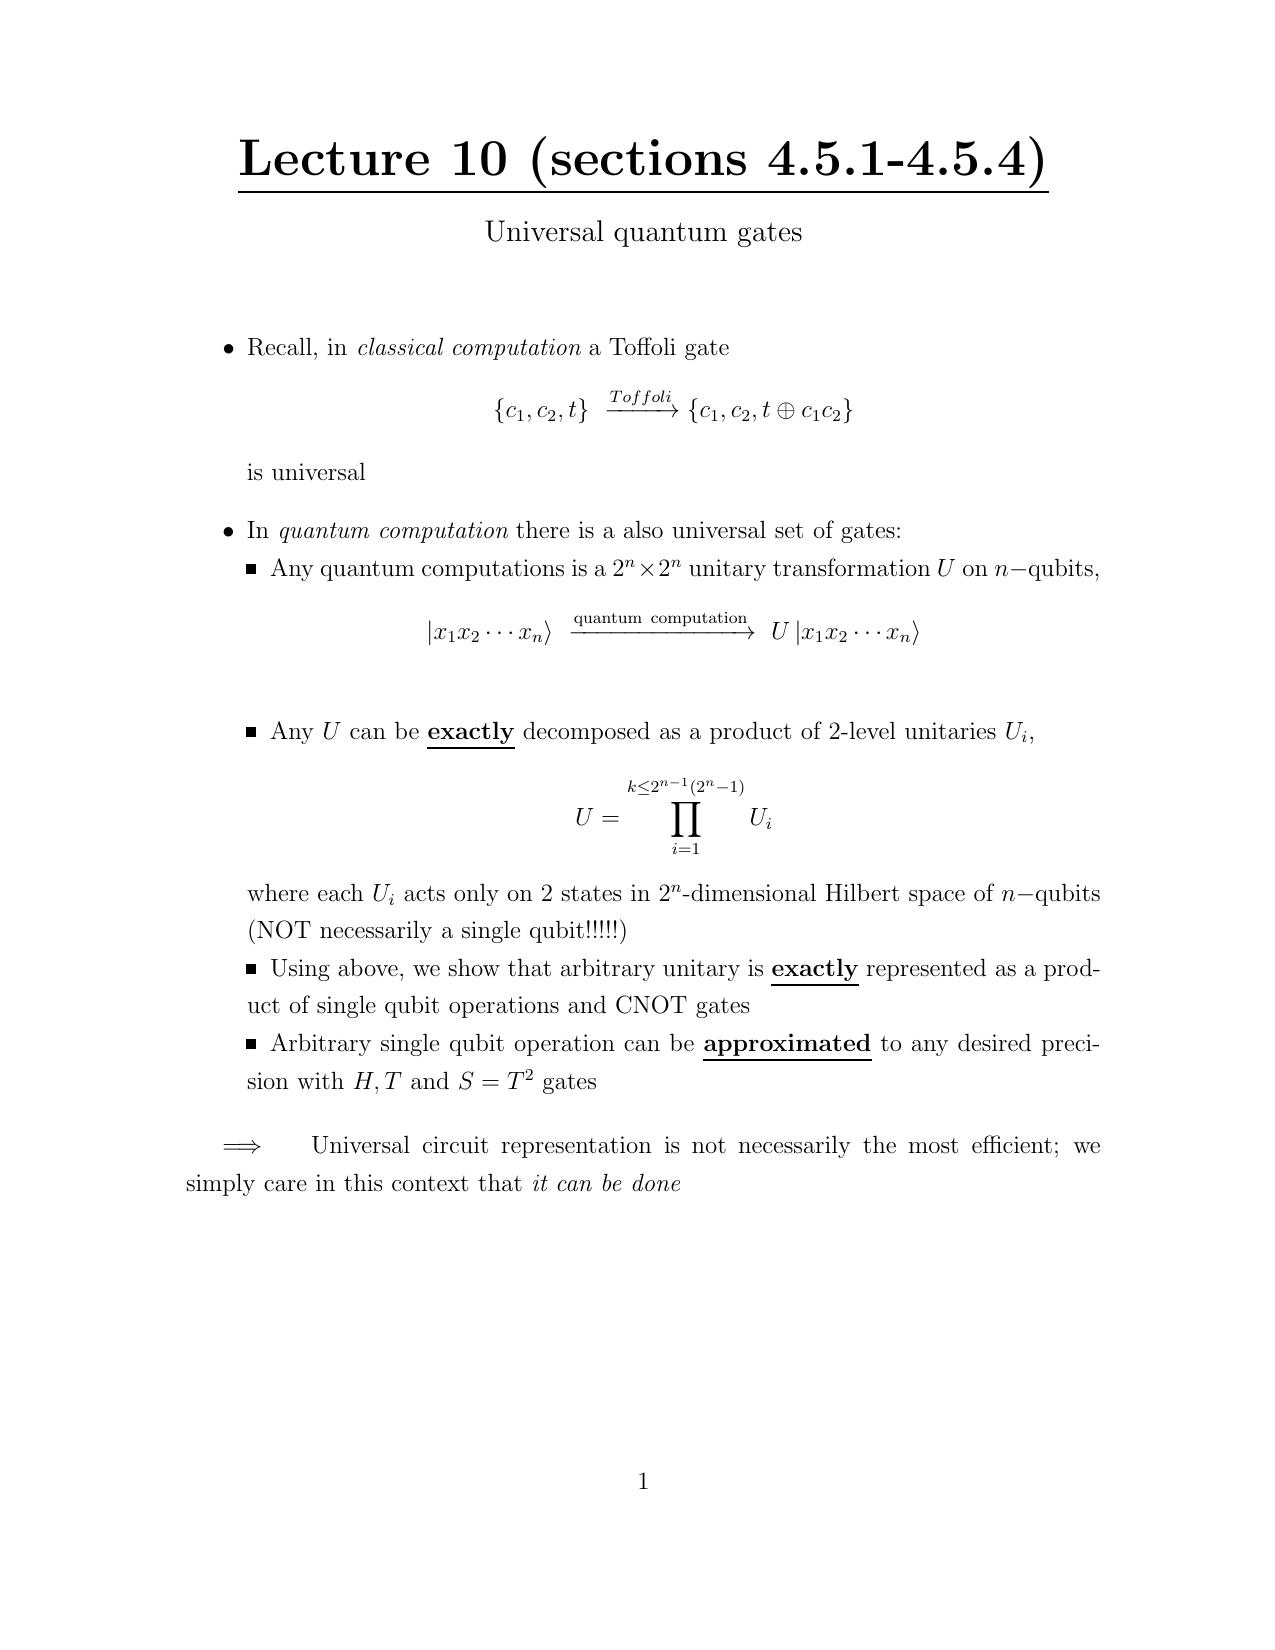 Lecture 10 (sections 4.5.1-4.5.4)
Universal quantum gates
• Recall, in classical computation a Toffoli gate
{c₁, c₂, t} —Toffoli→ {c₁, c₂, t ⊕ c₁c₂}
is universal
• In quantum computation there is a also universal set of gates:
■ Any quantum computations is a 2ⁿ×2ⁿ unitary transformation U on n−qubits,
|x₁x₂ ··· xₙ⟩ —quantum computation→ U |x₁x₂ ··· xₙ⟩
■ Any U can be exactly decomposed as a product of 2-level unitaries Uᵢ,
k≤2ⁿ⁻¹(2ⁿ−1)
U = ∏ Uᵢ
i=1
where each Uᵢ acts only on 2 states in 2ⁿ-dimensional Hilbert space of n−qubits
(NOT necessarily a single qubit!!!!!)
■ Using above, we show that arbitrary unitary is exactly represented as a prod-
uct of single qubit operations and CNOT gates
■ Arbitrary single qubit operation can be approximated to any desired preci-
sion with H, T and S = T² gates
⟹ Universal circuit representation is not necessarily the most efficient; we
simply care in this context that it can be done
1